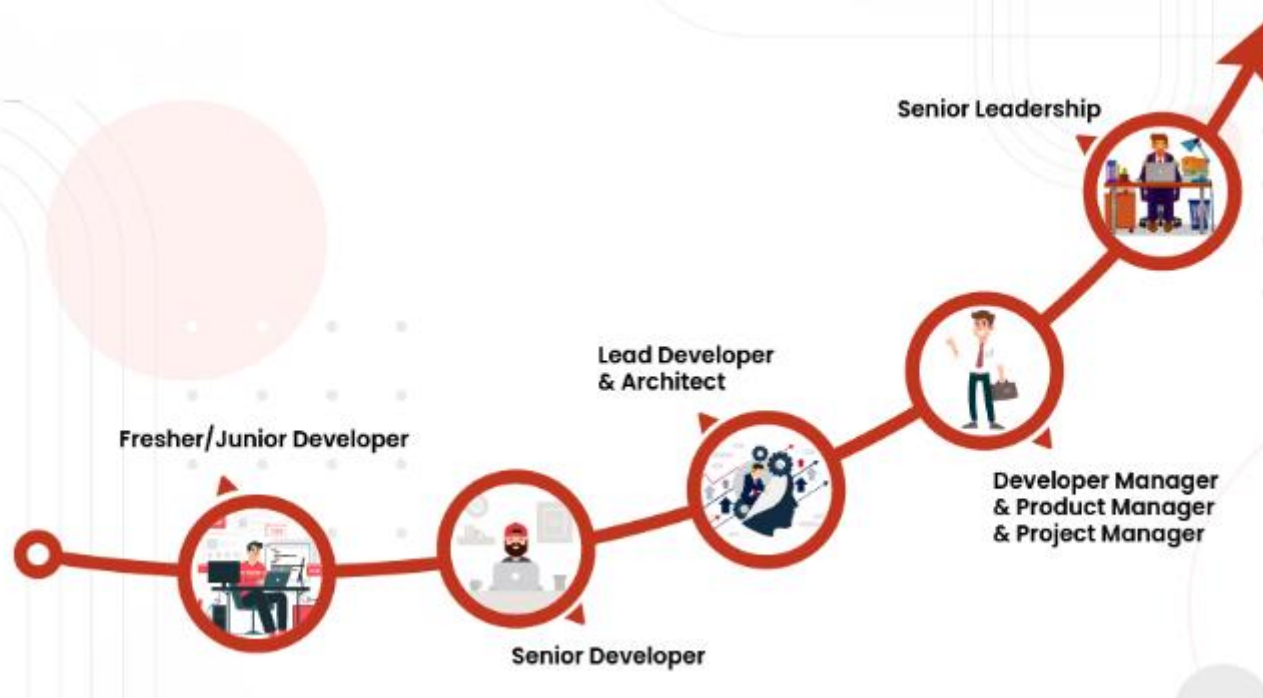 Senior Leadership
Lead Developer
& Architect
Fresher/Junior Developer
Developer Manager
& Product Manager
& Project Manager
Senior Developer